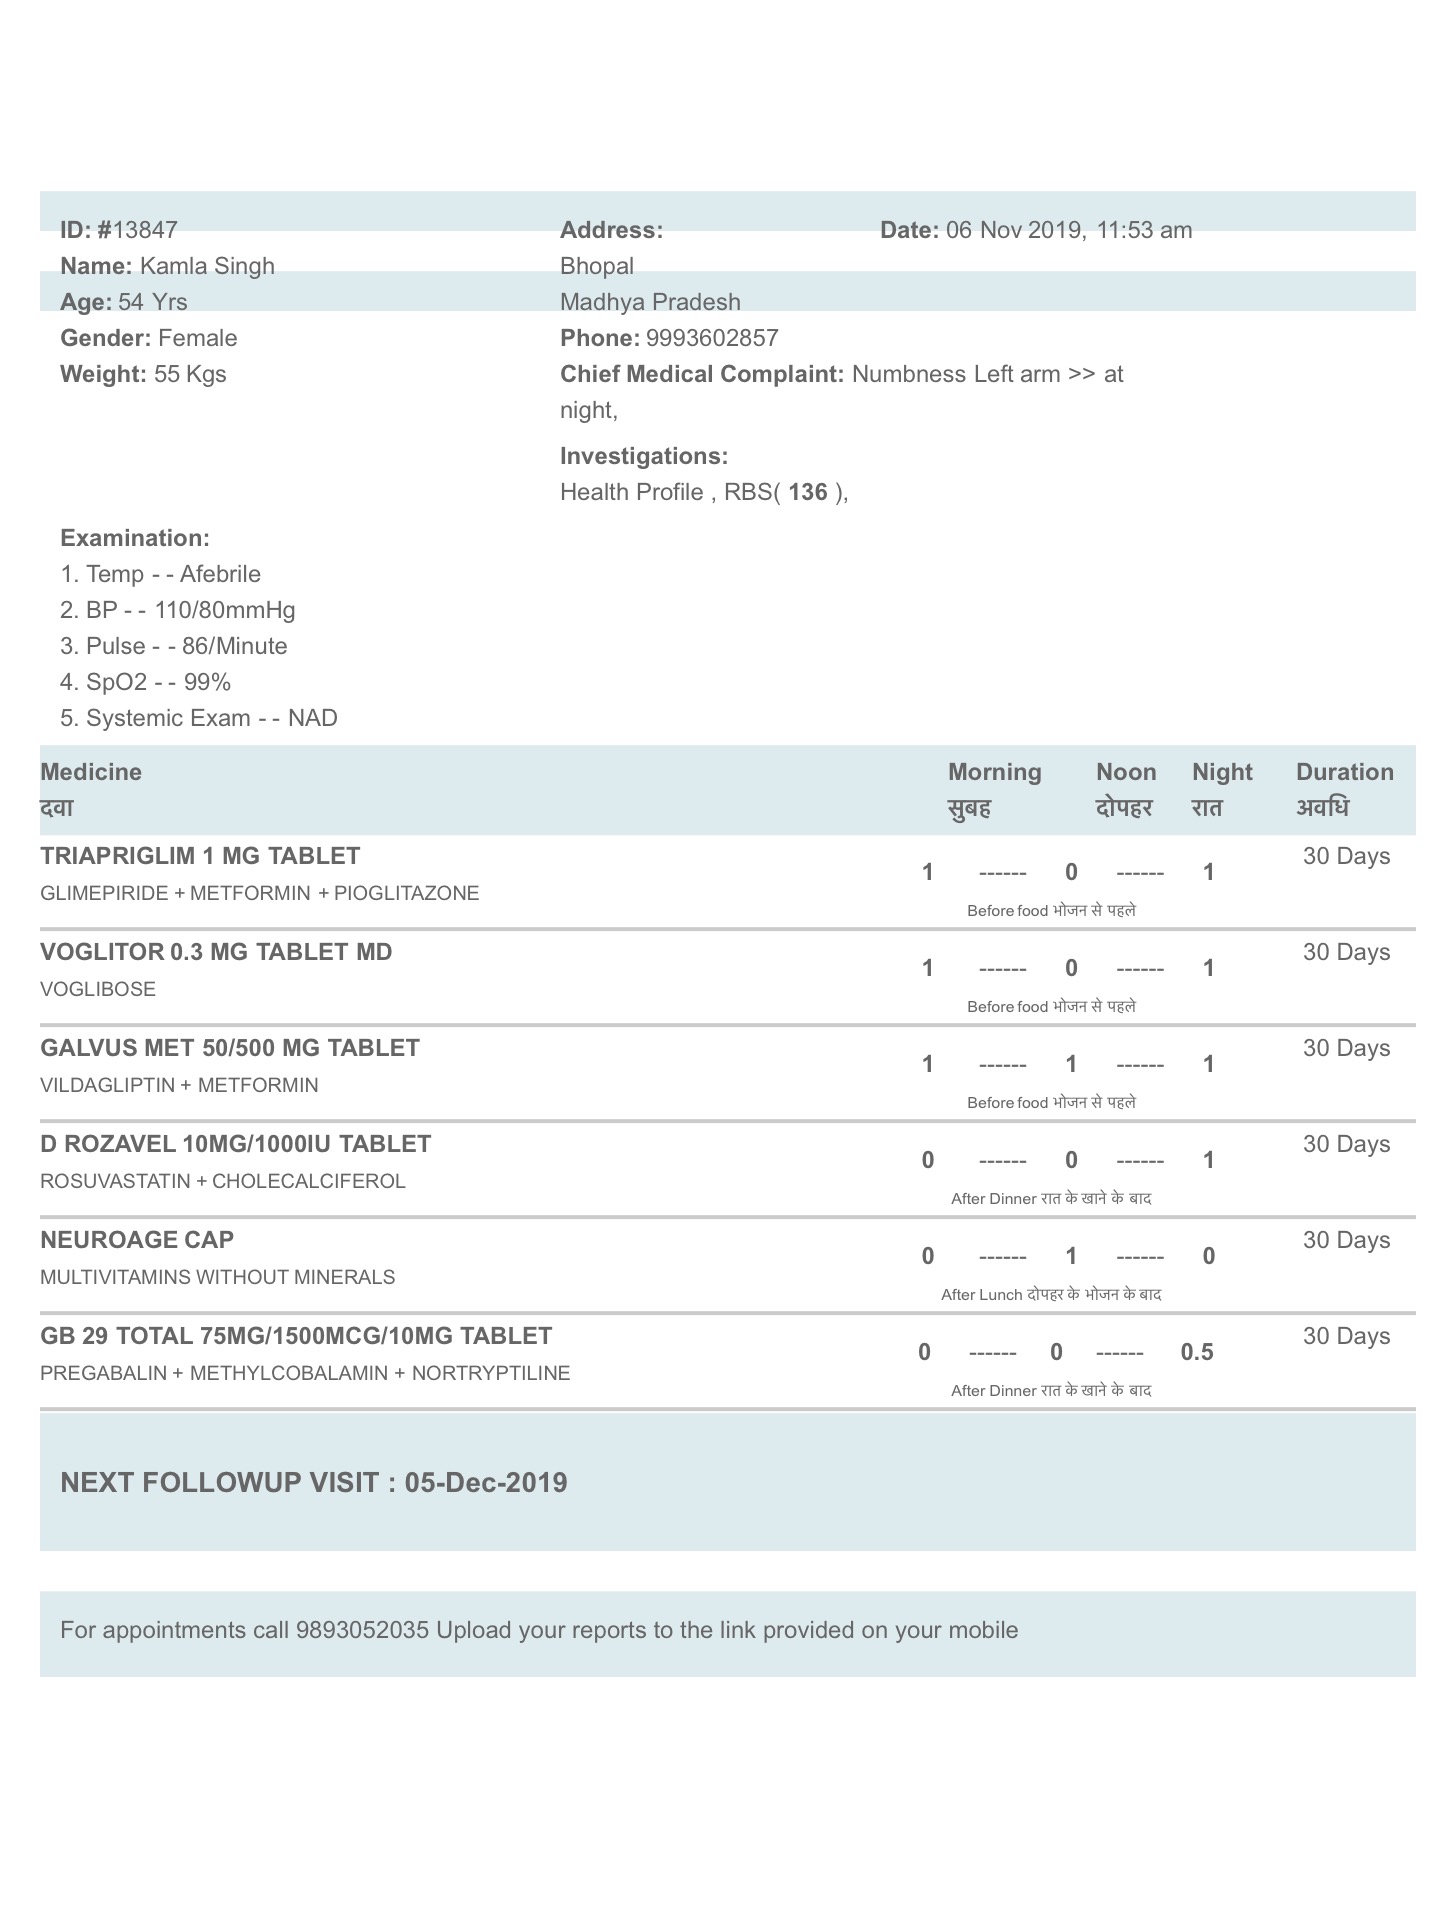 ID: #13847
Address:
Date: 06 Nov 2019, 11:53 am
Name: Kamla Singh
Bhopal
Age: 54 Yrs
Madhya Pradesh
Gender: Female
Phone: 9993602857
Weight: 55 Kgs
Chief Medical Complaint: Numbness Left arm >> at
night,
Investigations:
Health Profile , RBS( 136 ),
Examination:
1. Temp - - Afebrile
2. BP - - 110/80mmHg
3. Pulse - - 86/Minute
4. SpO2 - - 99%
5. Systemic Exam - - NAD
Medicine Morning Noon Night Duration
दवा सुबह दोपहर रात अवधि
TRIAPRIGLIM 1 MG TABLET 30 Days
1 ------ 0 ------ 1
GLIMEPIRIDE + METFORMIN + PIOGLITAZONE
Before food भोजन से पहले
VOGLITOR 0.3 MG TABLET MD 30 Days
1 ------ 0 ------ 1
VOGLIBOSE
Before food भोजन से पहले
GALVUS MET 50/500 MG TABLET 30 Days
1 ------ 1 ------ 1
VILDAGLIPTIN + METFORMIN
Before food भोजन से पहले
D ROZAVEL 10MG/1000IU TABLET 30 Days
0 ------ 0 ------ 1
ROSUVASTATIN + CHOLECALCIFEROL
After Dinner रात के खाने के बाद
NEUROAGE CAP 30 Days
0 ------ 1 ------ 0
MULTIVITAMINS WITHOUT MINERALS
After Lunch दोपहर के भोजन के बाद
GB 29 TOTAL 75MG/1500MCG/10MG TABLET 30 Days
0 ------ 0 ------ 0.5
PREGABALIN + METHYLCOBALAMIN + NORTRYPTILINE
After Dinner रात के खाने के बाद
NEXT FOLLOWUP VISIT : 05-Dec-2019
For appointments call 9893052035 Upload your reports to the link provided on your mobile